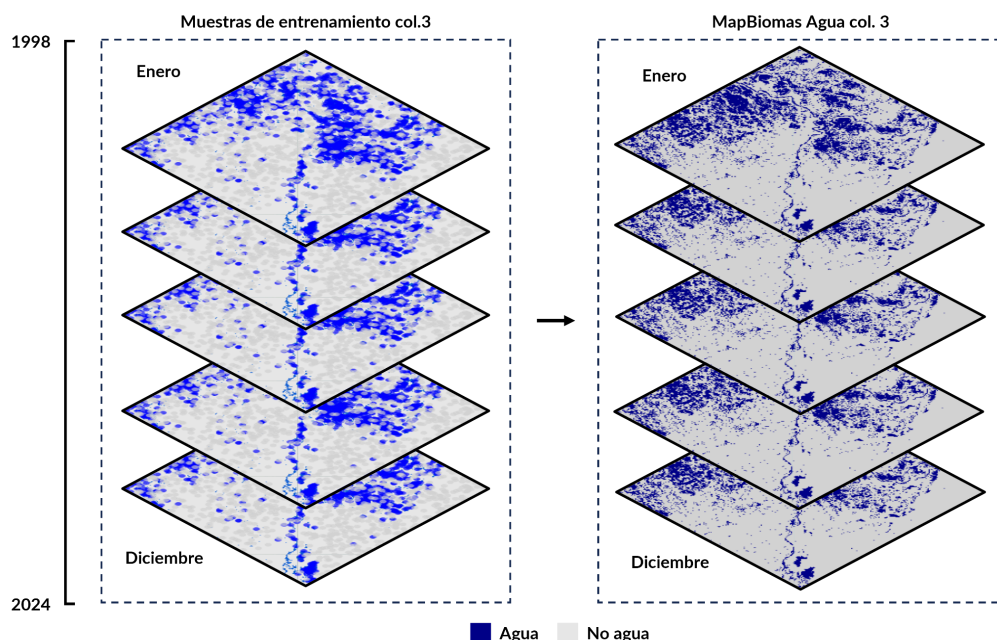 Muestras de entrenamiento col.3
MapBiomas Agua col. 3
1998
Enero
Enero
Diciembre
Diciembre
2024
Agua
No agua